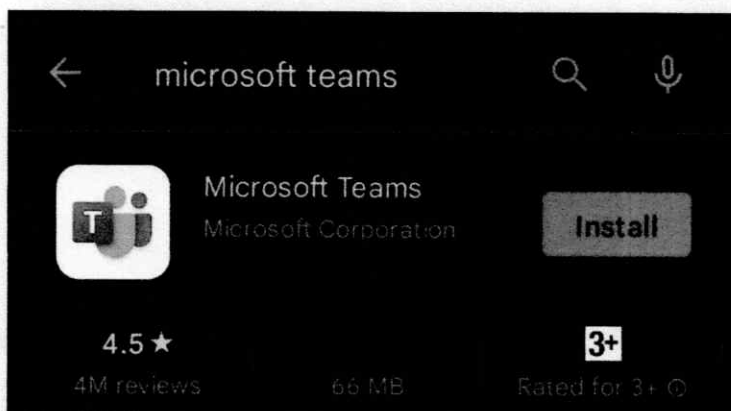 microsoft teams
Microsoft Teams
Microsoft Corporation
Install
T
4.5 ★
3+
4M reviews
66 MB
Rated for 3+